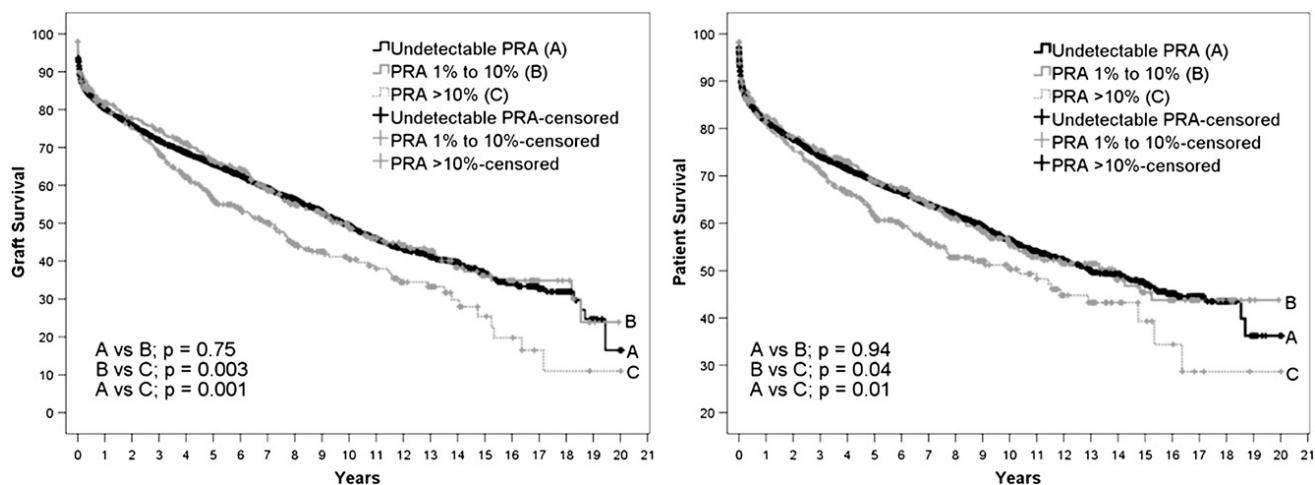 Graft Survival
100
90
80
70
60
50
40
30
20
10
0
Undetectable PRA (A)
PRA 1% to 10% (B)
PRA >10% (C)
Undetectable PRA-censored
PRA 1% to 10%-censored
PRA >10%-censored
B
A
C
A vs B; p = 0.75
B vs C; p = 0.003
A vs C; p = 0.001
0 1 2 3 4 5 6 7 8 9 10 11 12 13 14 15 16 17 18 19 20 21
Years
Patient Survival
100
90
80
70
60
50
40
30
20
Undetectable PRA (A)
PRA 1% to 10% (B)
PRA >10% (C)
Undetectable PRA-censored
PRA 1% to 10%-censored
PRA >10%-censored
B
A
C
A vs B; p = 0.94
B vs C; p = 0.04
A vs C; p = 0.01
0 1 2 3 4 5 6 7 8 9 10 11 12 13 14 15 16 17 18 19 20 21
Years